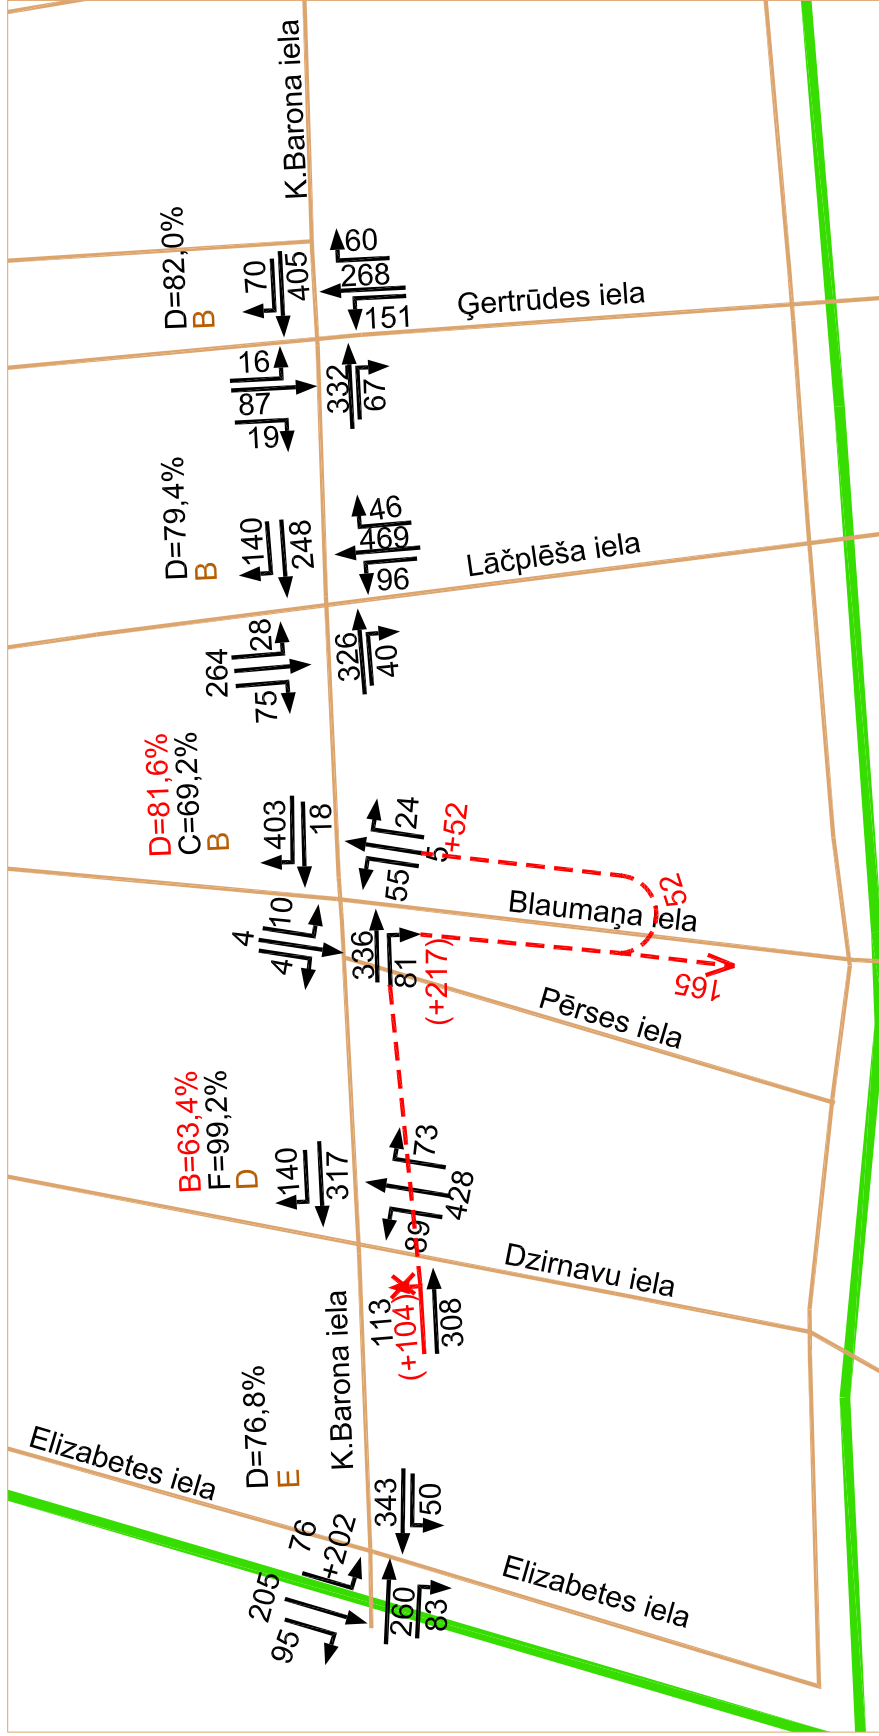 K.Barona iela
D=82,0%
B
70
405
60
268
151
Ģertrūdes iela
16
87
19
332
67
D=79,4%
B
140
248
46
469
96
Lāčplēša iela
264
28
75
326
40
D=81,6%
C=69,2%
B
403
18
24
5
+52
55
52
Blaumaņa iela
4
10
4
336
81
(+217)
165
Pērses iela
B=63,4%
F=99,2%
D
140
317
73
428
89
Dzirnavu iela
113
(+104)
308
K.Barona iela
D=76,8%
E
Elizabetes iela
343
50
76
+202
205
95
260
83
Elizabetes iela